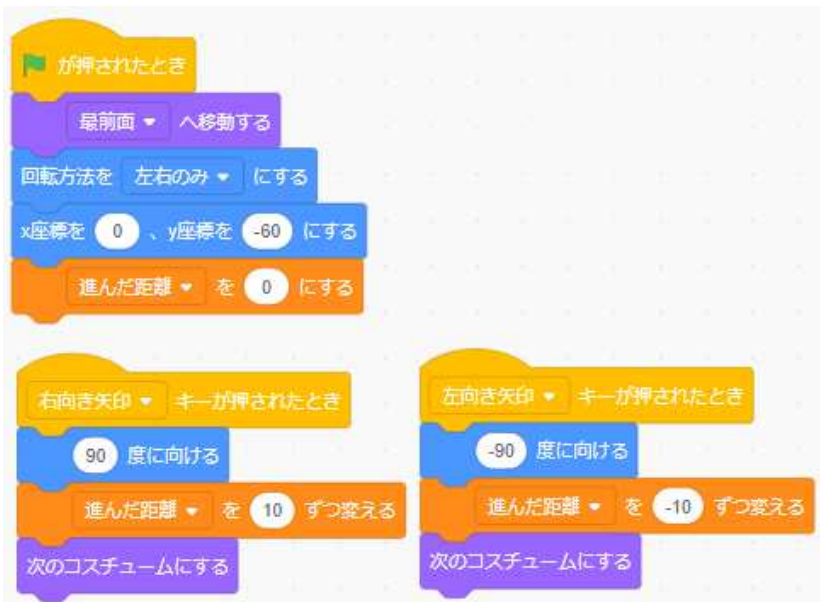 が押されたとき
最前面 へ移動する
回転方法を 左右のみ にする
x座標を 0 、y座標を -60 にする
進んだ距離 を 0 にする
右向き矢印 キーが押されたとき
90 度に向ける
進んだ距離 を 10 ずつ変える
次のコスチュームにする
左向き矢印 キーが押されたとき
-90 度に向ける
進んだ距離 を -10 ずつ変える
次のコスチュームにする